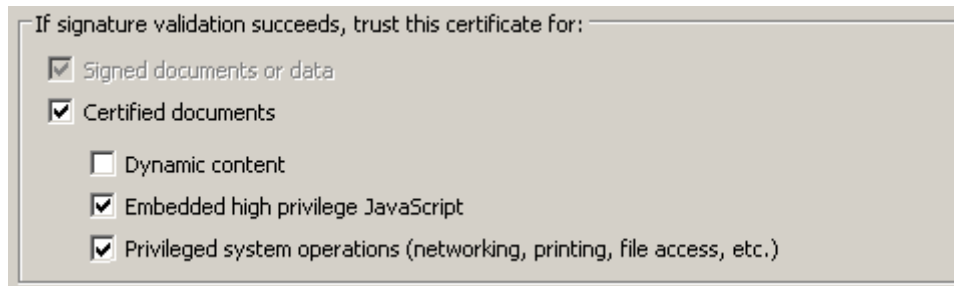 If signature validation succeeds, trust this certificate for:
Signed documents or data
Certified documents
Dynamic content
Embedded high privilege JavaScript
Privileged system operations (networking, printing, file access, etc.)